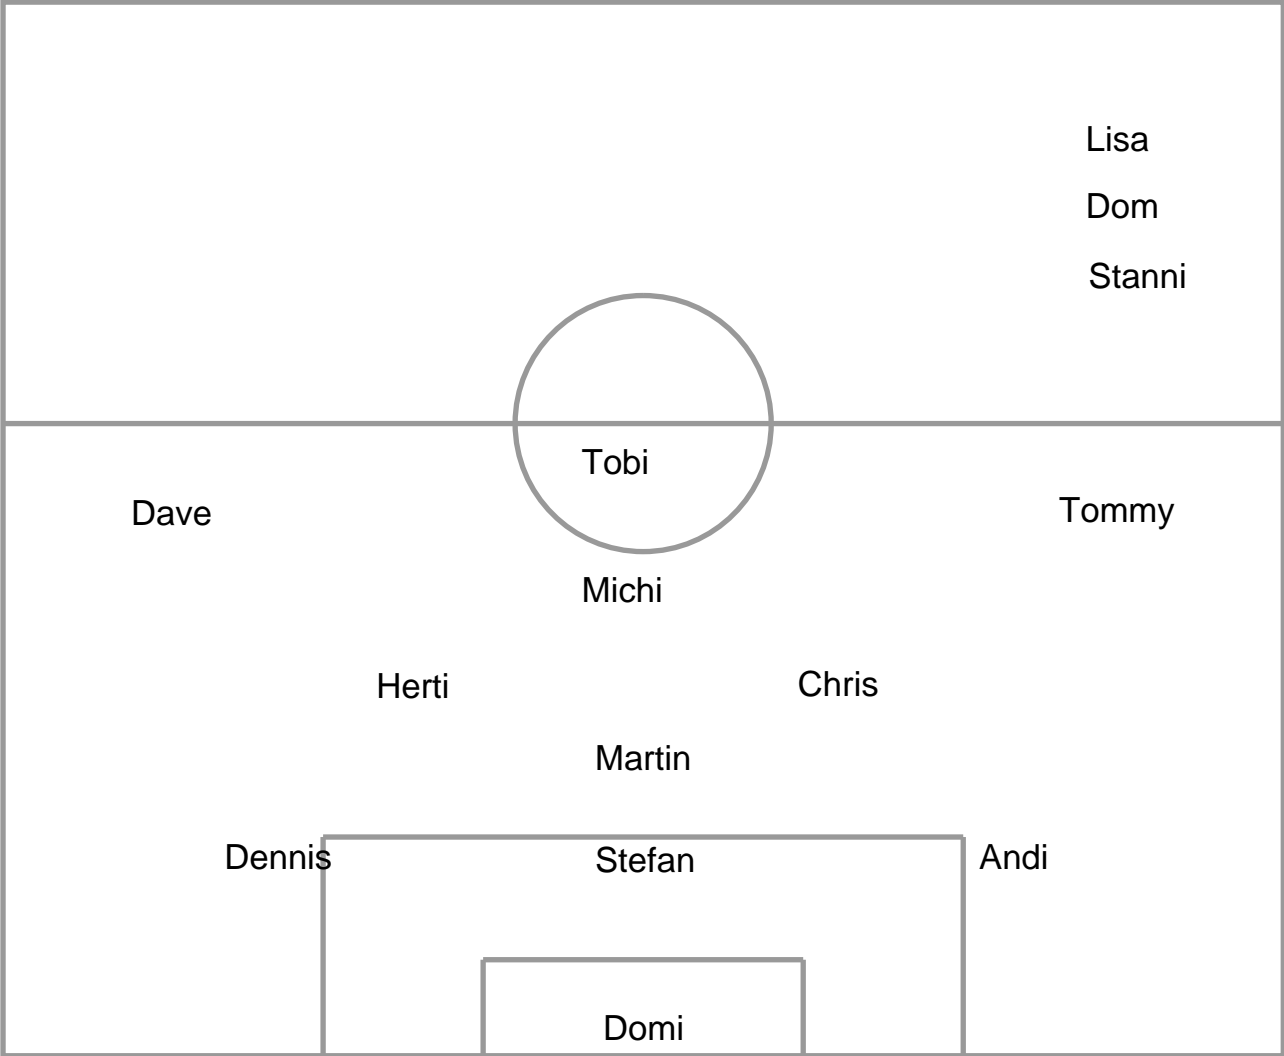 Lisa
Dom
Stanni
Tobi
Dave
Tommy
Michi
Herti
Chris
Martin
Dennis
Stefan
Andi
Domi